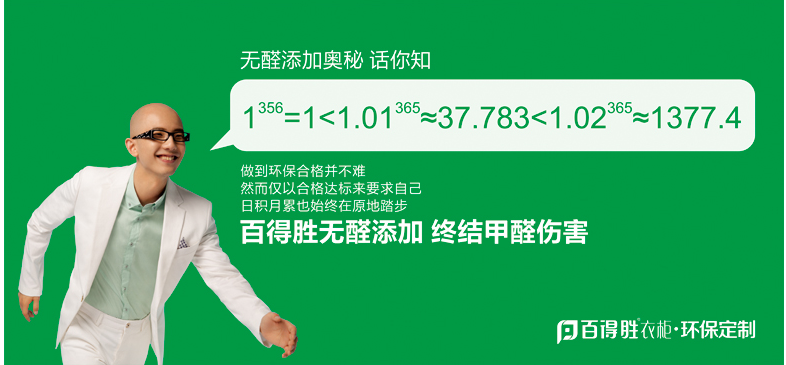 无醛添加奥秘 话你知
1³⁵⁶=1<1.01³⁶⁵≈37.783<1.02³⁶⁵≈1377.4
做到环保合格并不难
然而仅以合格达标来要求自己
日积月累也始终在原地踏步
百得胜无醛添加 终结甲醛伤害
百得胜®衣柜·环保定制